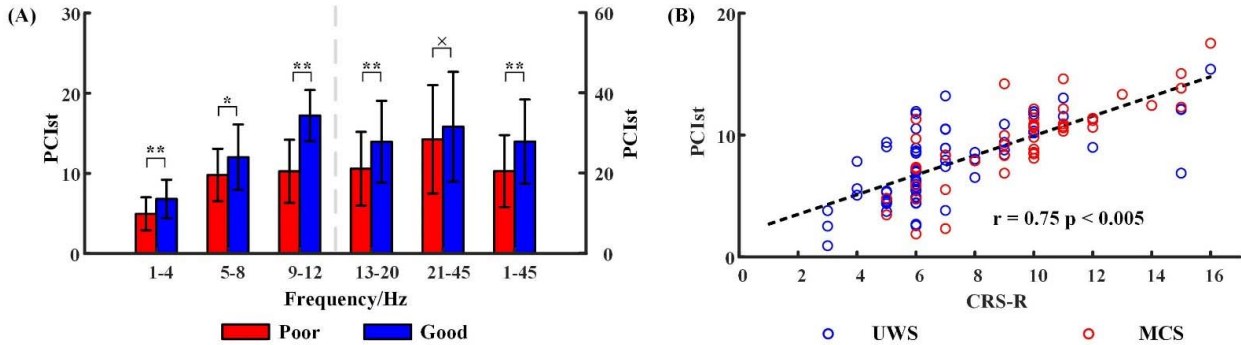 (A)
30
20
10
0
PCIst
**
*
**
**
×
**
60
40
20
0
PCIst
1-4 5-8 9-12 13-20 21-45 1-45
Frequency/Hz
Poor Good
(B)
20
10
0
PCIst
r = 0.75 p < 0.005
0 2 4 6 8 10 12 14 16
CRS-R
UWS MCS